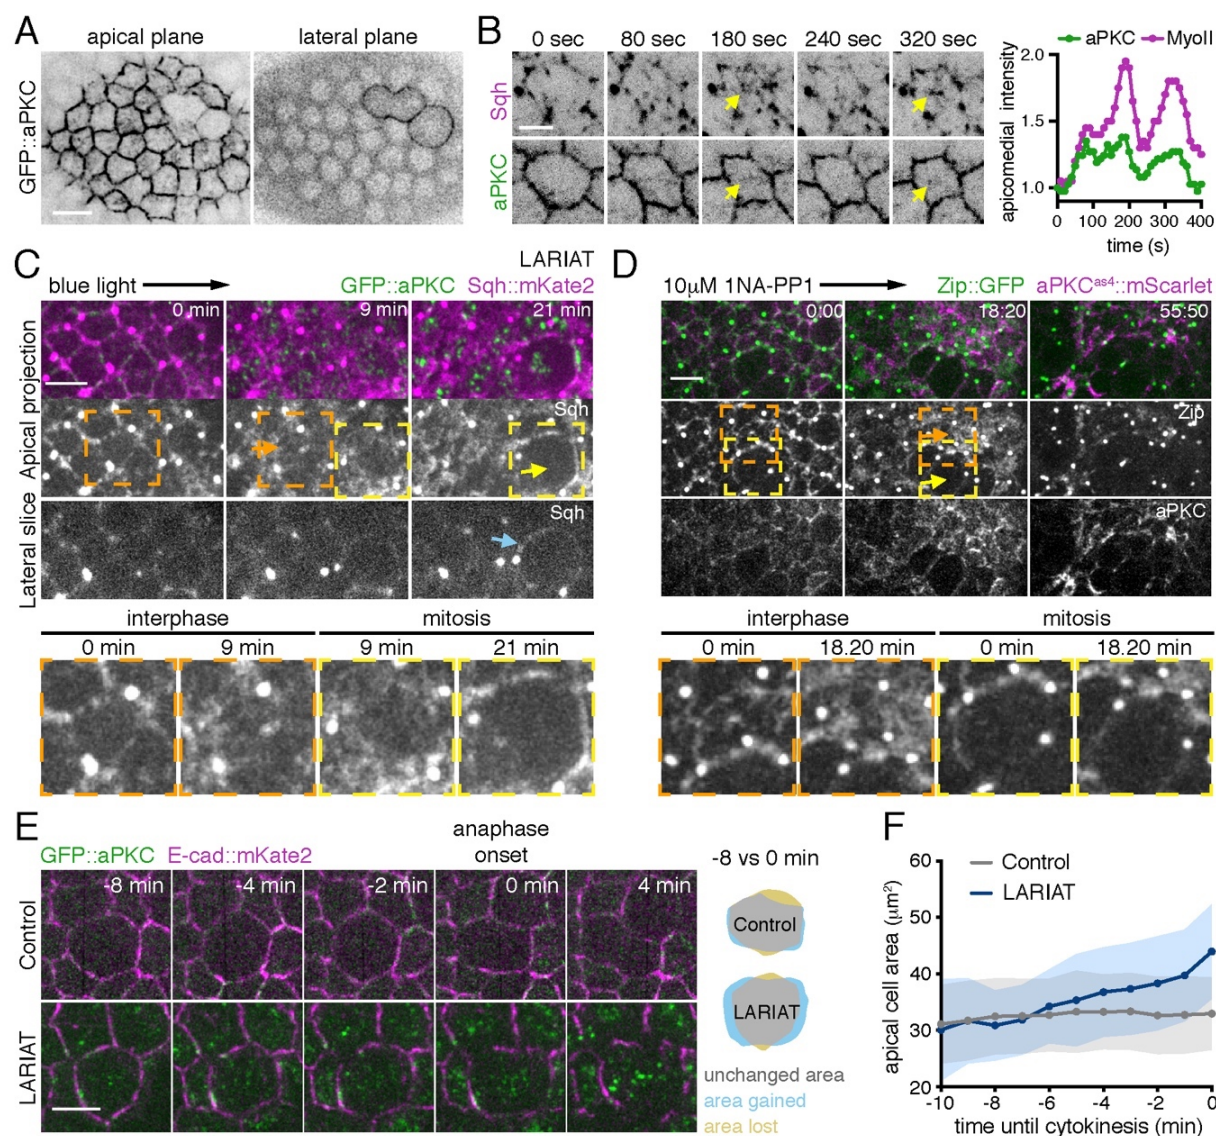 A
apical plane
lateral plane
GFP::aPKC
B
0 sec
80 sec
180 sec
240 sec
320 sec
Sqh
aPKC
aPKC
MyoII
apicomedial intensity
2.0
1.5
1.0
0
100
200
300
400
time (s)
C
LARIAT
blue light
GFP::aPKC
Sqh::mKate2
0 min
9 min
21 min
Apical projection
Sqh
Lateral slice
Sqh
interphase
mitosis
0 min
9 min
9 min
21 min
D
10μM 1NA-PP1
Zip::GFP
aPKCas4::mScarlet
0:00
18:20
55:50
Zip
aPKC
interphase
mitosis
0 min
18.20 min
0 min
18.20 min
E
GFP::aPKC
E-cad::mKate2
anaphase
onset
-8 min
-4 min
-2 min
0 min
4 min
Control
LARIAT
-8 vs 0 min
Control
LARIAT
unchanged area
area gained
area lost
F
Control
LARIAT
apical cell area (μm²)
60
50
40
30
20
-10
-8
-6
-4
-2
0
time until cytokinesis (min)